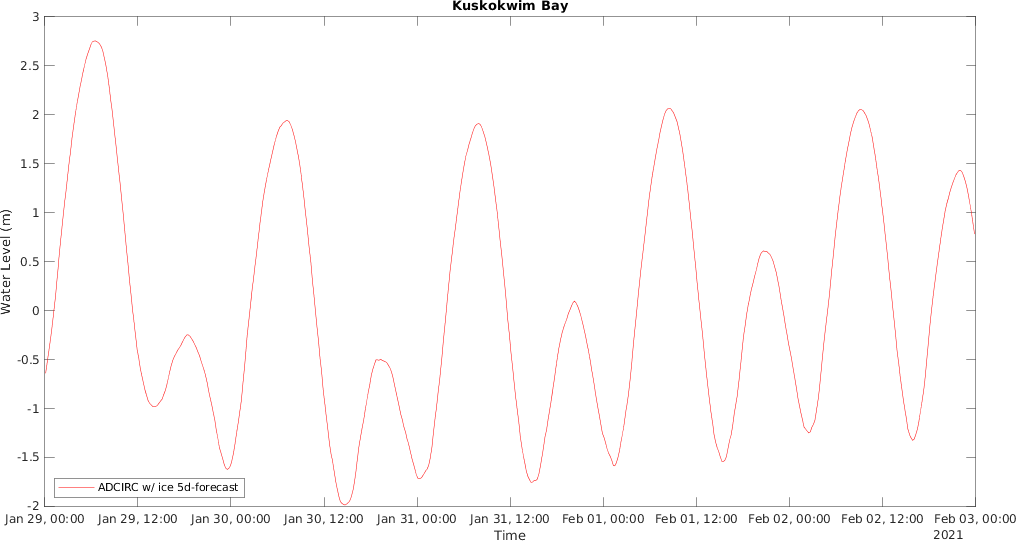 Kuskokwim Bay
3
2.5
2
1.5
1
0.5
0
-0.5
-1
-1.5
-2
Water Level (m)
ADCIRC w/ ice 5d-forecast
Jan 29, 00:00 Jan 29, 12:00 Jan 30, 00:00 Jan 30, 12:00 Jan 31, 00:00 Jan 31, 12:00 Feb 01, 00:00 Feb 01, 12:00 Feb 02, 00:00 Feb 02, 12:00 Feb 03, 00:00
Time
2021